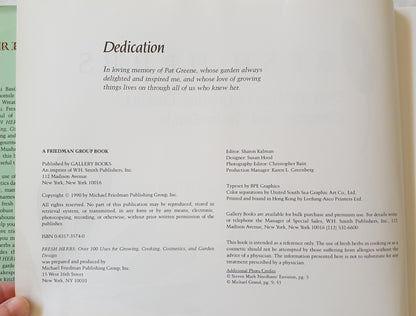 Dedication
In loving memory of Pat Greene, whose garden always
delighted and inspired me, and whose love of growing
things lives on through all of us who knew her.
A FRIEDMAN GROUP BOOK
Published by GALLERY BOOKS
An imprint of W.H. Smith Publishers, Inc.
112 Madison Avenue
New York, New York 10016
Copyright © 1990 by Michael Friedman Publishing Group, Inc.
All rights reserved. No part of this publication may be reproduced, stored in
retrieval system, or transmitted, in any form or by any means, electronic,
photocopying, recording, or otherwise, without prior written permission of the
publisher.
ISBN 0-8317-3574-0
FRESH HERBS: Over 100 Uses for Growing, Cooking, Cosmetics, and Garden
Design
was prepared and produced by
Michael Friedman Publishing Group, Inc.
15 West 26th Street
New York, NY 10010
Editor: Sharon Kalman
Designer: Susan Hood
Photography Editor: Christopher Bain
Production Manager: Karen L. Greenberg
Typeset by BPE Graphics
Color separations by United South Sea Graphic Art Co., Ltd.
Printed and bound in Hong Kong by Leefung-Asco Printers Ltd.
Gallery Books are available for bulk purchase and premium use. For details write
or telephone the Manager of Special Sales, W.H. Smith Publishers, Inc., 112
Madison Avenue, New York, New York 10016 (212) 532-6600
This book is intended as a reference only. The use of fresh herbs in cooking or as a
cosmetic should not be attempted by those suffering from allergies without the
advice of a physician. The information presented here is not to substitute for any
treatment prescribed by a physician.
Additional Photo Credits
© Steven Mark Needham/ Envision, pg. 5
© Michael Grand, pg. 9, 43